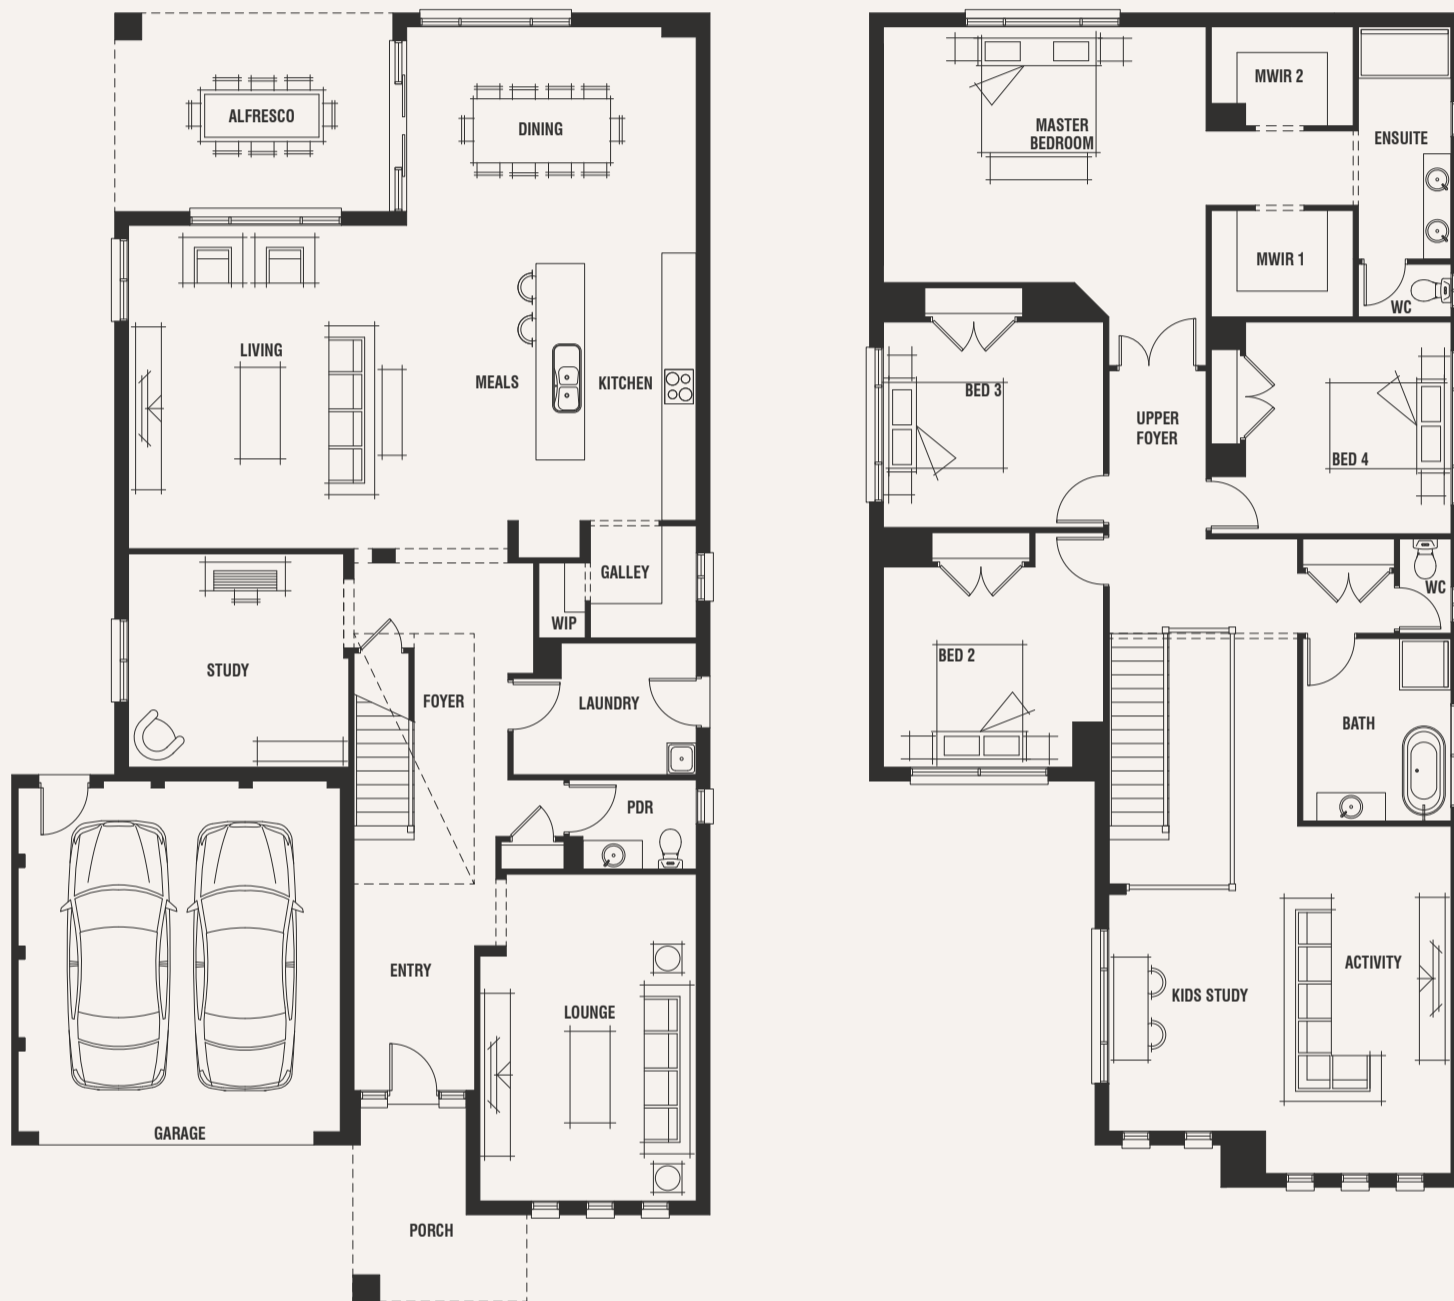 ALFRESCO
DINING
LIVING
MEALS
KITCHEN
GALLEY
WIP
STUDY
FOYER
LAUNDRY
PDR
ENTRY
LOUNGE
GARAGE
PORCH
MWIR 2
MASTER
BEDROOM
ENSUITE
MWIR 1
WC
BED 3
UPPER
FOYER
BED 4
WC
BED 2
BATH
ACTIVITY
KIDS STUDY